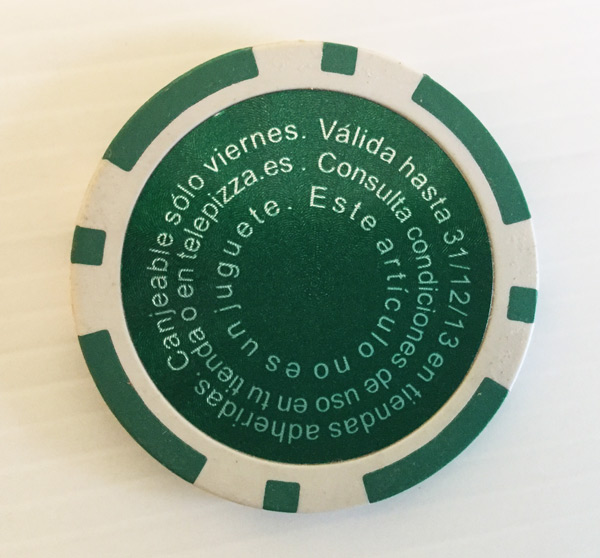 Válida hasta 31/12/13 en tiendas adheridas. Canjeable sólo viernes.
Consulta condiciones de uso en tu tienda o en telepizza.es .
Este artículo no es un juguete.